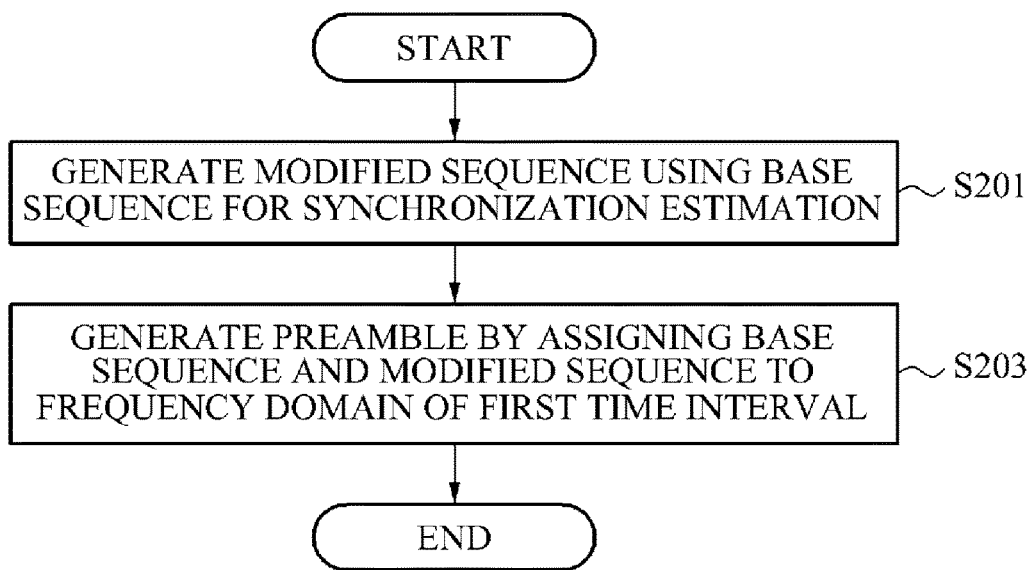 START
GENERATE MODIFIED SEQUENCE USING BASE
SEQUENCE FOR SYNCHRONIZATION ESTIMATION
S201
GENERATE PREAMBLE BY ASSIGNING BASE
SEQUENCE AND MODIFIED SEQUENCE TO
FREQUENCY DOMAIN OF FIRST TIME INTERVAL
S203
END